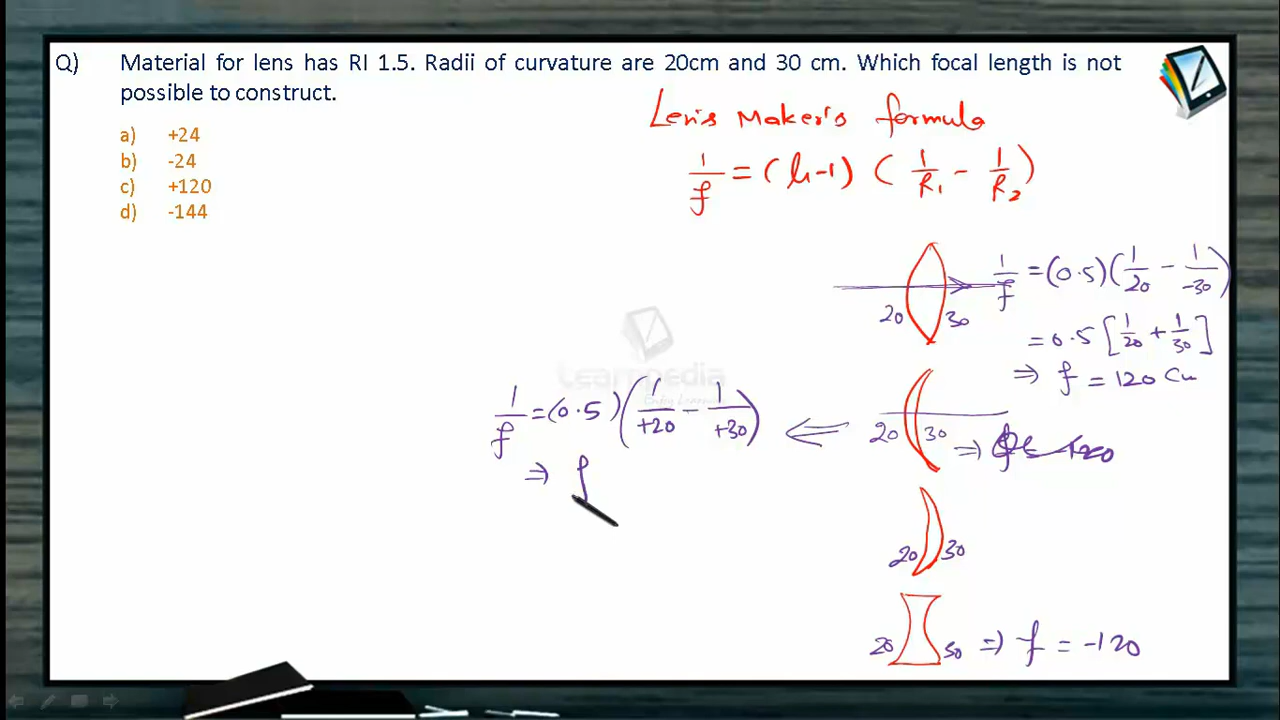 Q) Material for lens has RI 1.5. Radii of curvature are 20cm and 30 cm. Which focal length is not
possible to construct.
a) +24
b) -24
c) +120
d) -144
Lens Maker's formula
1/f = (μ-1) (1/R₁ - 1/R₂)
20 30
1/f = (0.5)(1/20 - 1/-30)
= 0.5 [1/20 + 1/30]
⇒ f = 120 Cm
Learnpedia
Enjoy Learning
1/f = (0.5)(1/+20 - 1/+30) ⇐
20 30 ⇒
⇒ f
20 30
20 30 ⇒ f = -120